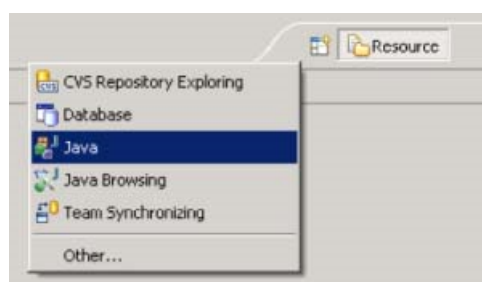 Resource
CVS Repository Exploring
Database
Java
Java Browsing
Team Synchronizing
Other...